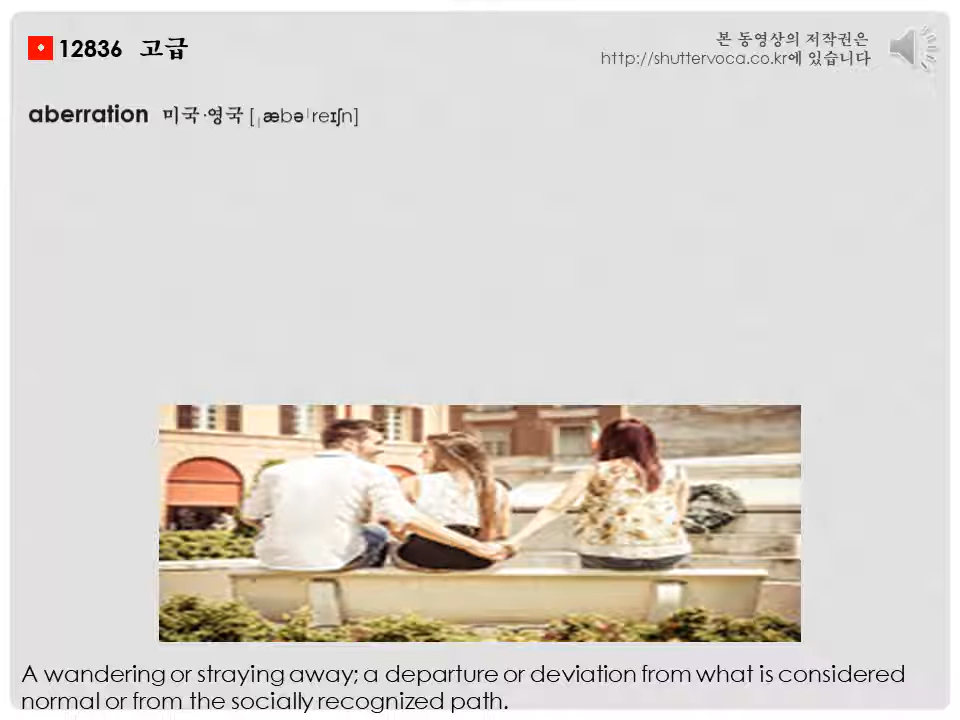 12836 고급
본 동영상의 저작권은
http://shuttervoca.co.kr에 있습니다
aberration 미국·영국 [ˌæbəˈreɪʃn]
A wandering or straying away; a departure or deviation from what is considered
normal or from the socially recognized path.